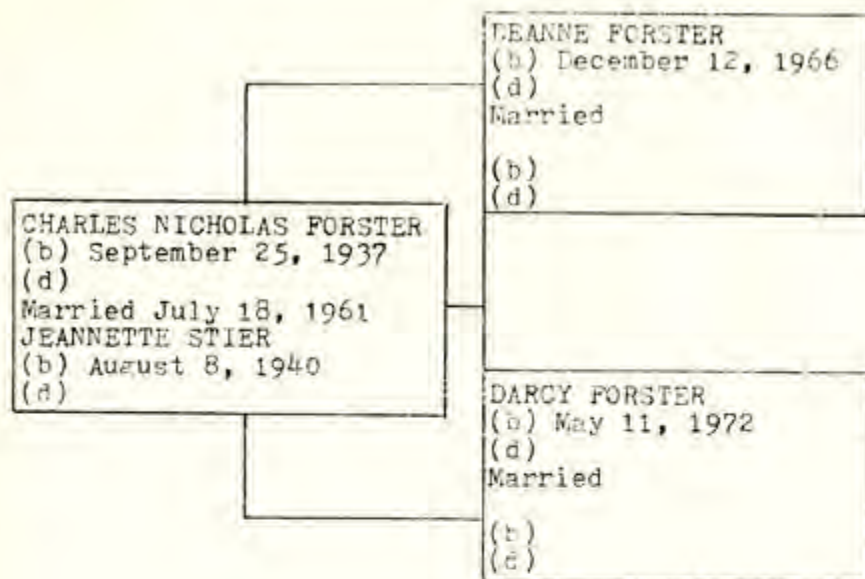 DEANNE FORSTER
(b) December 12, 1966
(d)
Married
(b)
(d)
CHARLES NICHOLAS FORSTER
(b) September 25, 1937
(d)
Married July 18, 1961
JEANNETTE STIER
(b) August 8, 1940
(d)
DARCY FORSTER
(b) May 11, 1972
(d)
Married
(b)
(d)